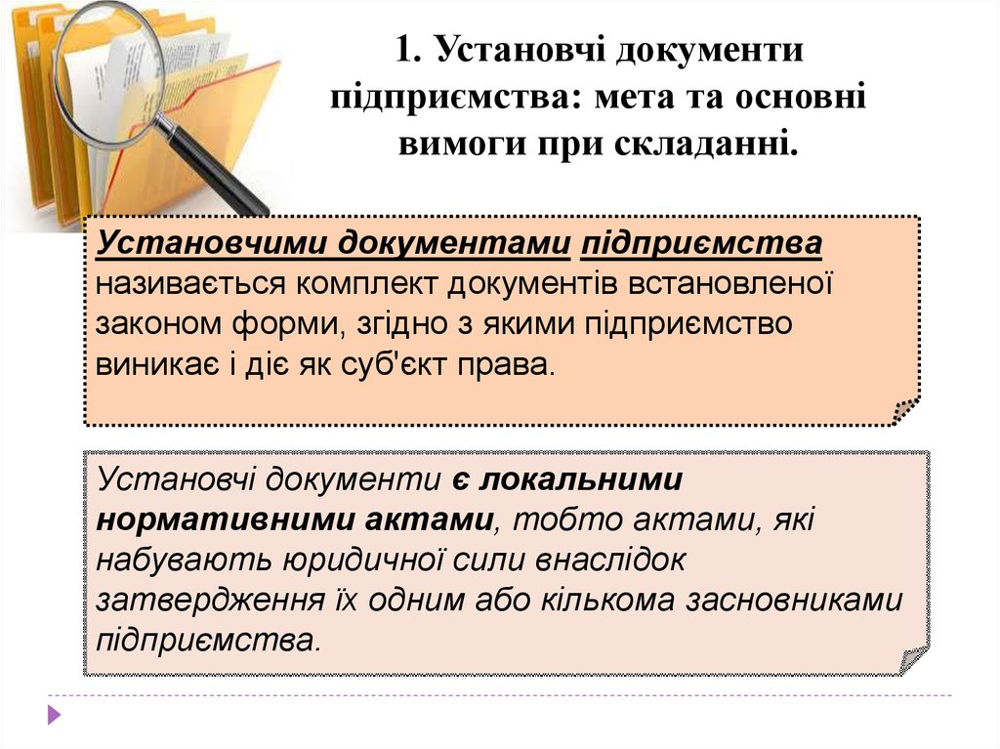 1. Установчі документи
підприємства: мета та основні
вимоги при складанні.
Установчими документами підприємства
називається комплект документів встановленої
законом форми, згідно з якими підприємство
виникає і діє як суб'єкт права.
Установчі документи є локальними
нормативними актами, тобто актами, які
набувають юридичної сили внаслідок
затвердження їх одним або кількома засновниками
підприємства.